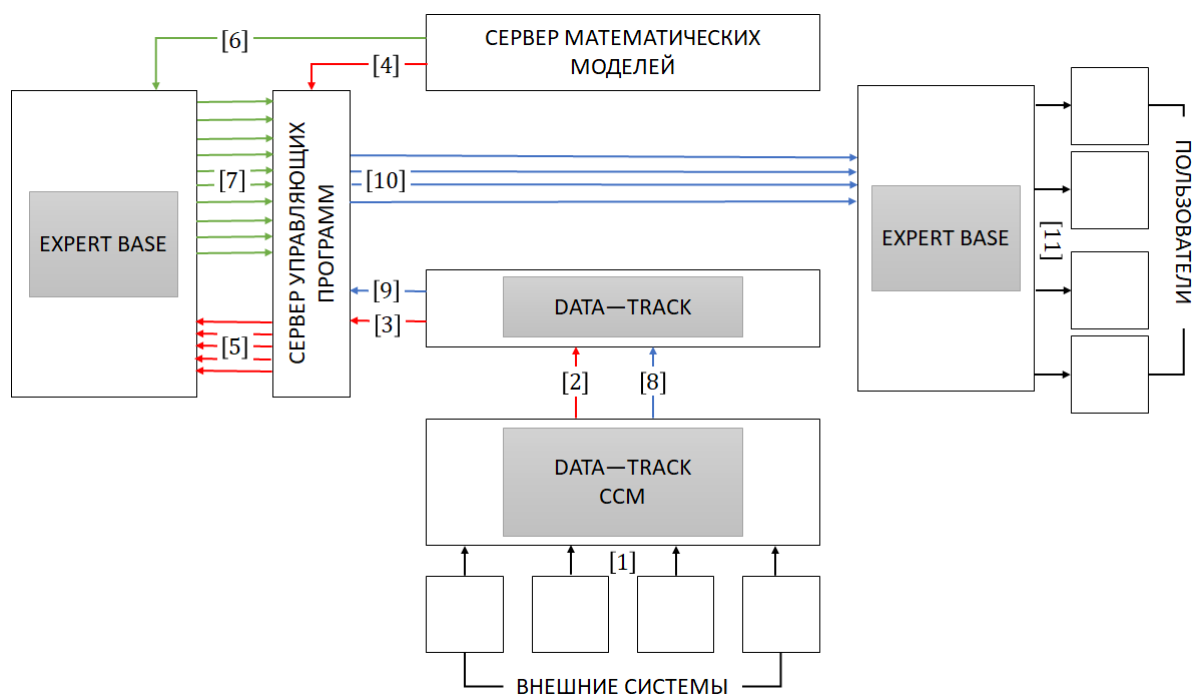 [6]
СЕРВЕР МАТЕМАТИЧЕСКИХ
МОДЕЛЕЙ
[4]
[7]
[10]
EXPERT BASE
СЕРВЕР УПРАВЛЯЮЩИХ
ПРОГРАММ
EXPERT BASE
[11]
ПОЛЬЗОВАТЕЛИ
[9]
DATA—TRACK
[3]
[5]
[2]
[8]
DATA—TRACK
CCM
[1]
ВНЕШНИЕ СИСТЕМЫ